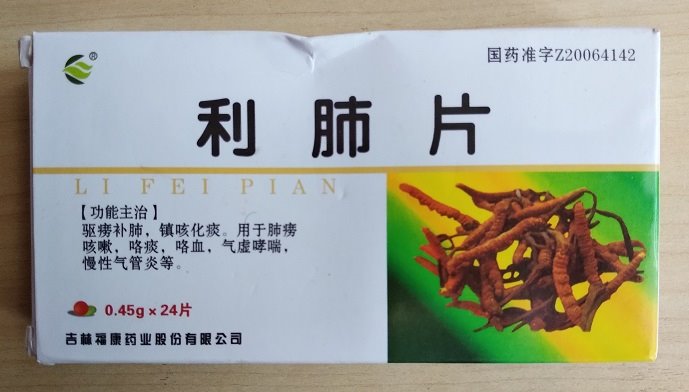 ®
国药准字Z20064142
利肺片
LI FEI PIAN
【功能主治】
驱痨补肺，镇咳化痰。用于肺痨
咳嗽，咯痰，咯血，气虚哮喘，
慢性气管炎等。
0.45g×24片
吉林福康药业股份有限公司